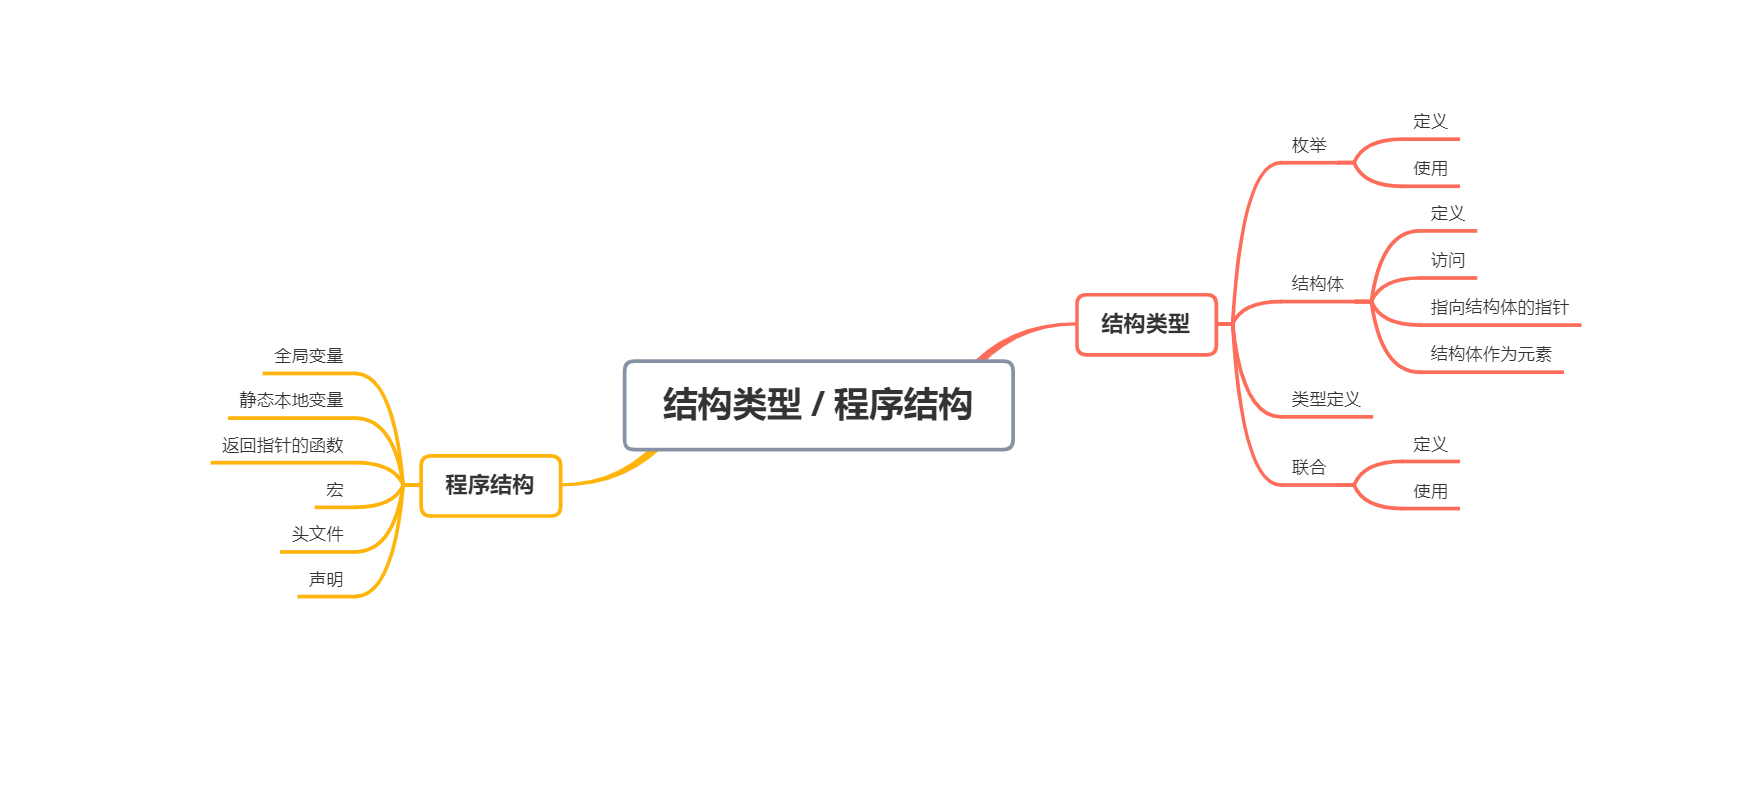 结构类型 / 程序结构
结构类型
枚举
定义
使用
结构体
定义
访问
指向结构体的指针
结构体作为元素
类型定义
联合
定义
使用
程序结构
全局变量
静态本地变量
返回指针的函数
宏
头文件
声明